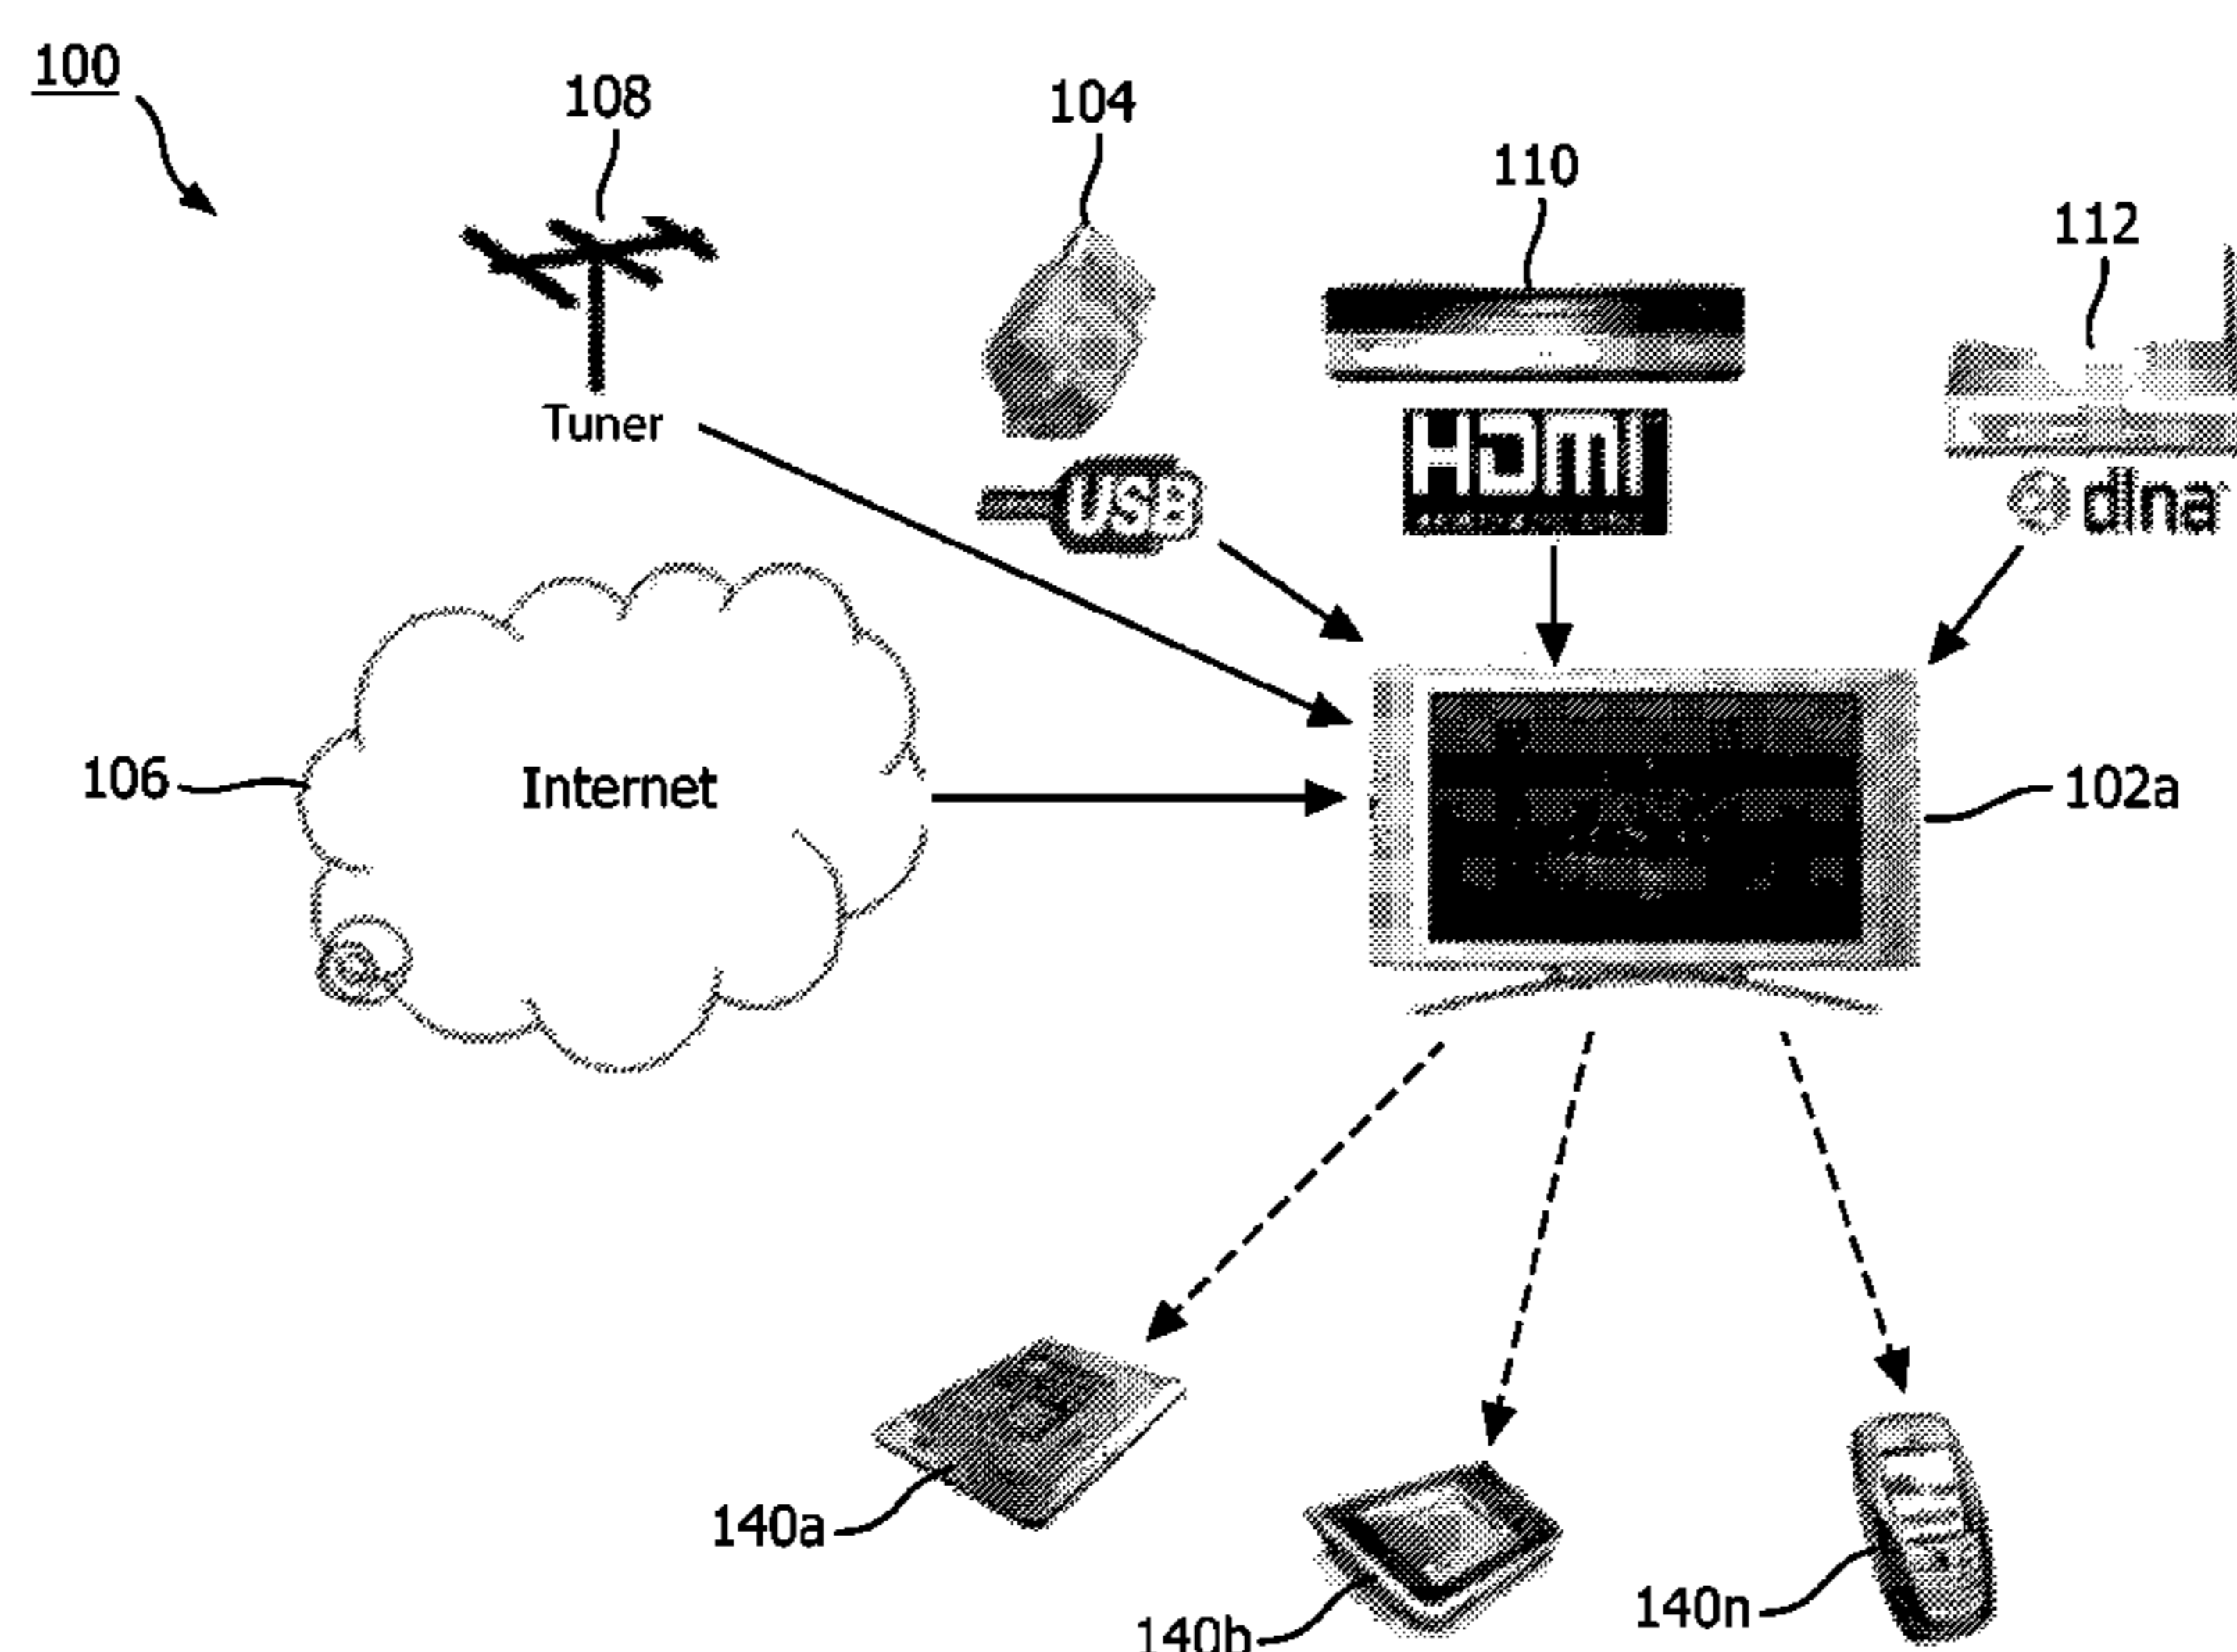 100
108
104
110
112
Tuner
USB
HDMI
dlna
106
Internet
102a
140a
140b
140n